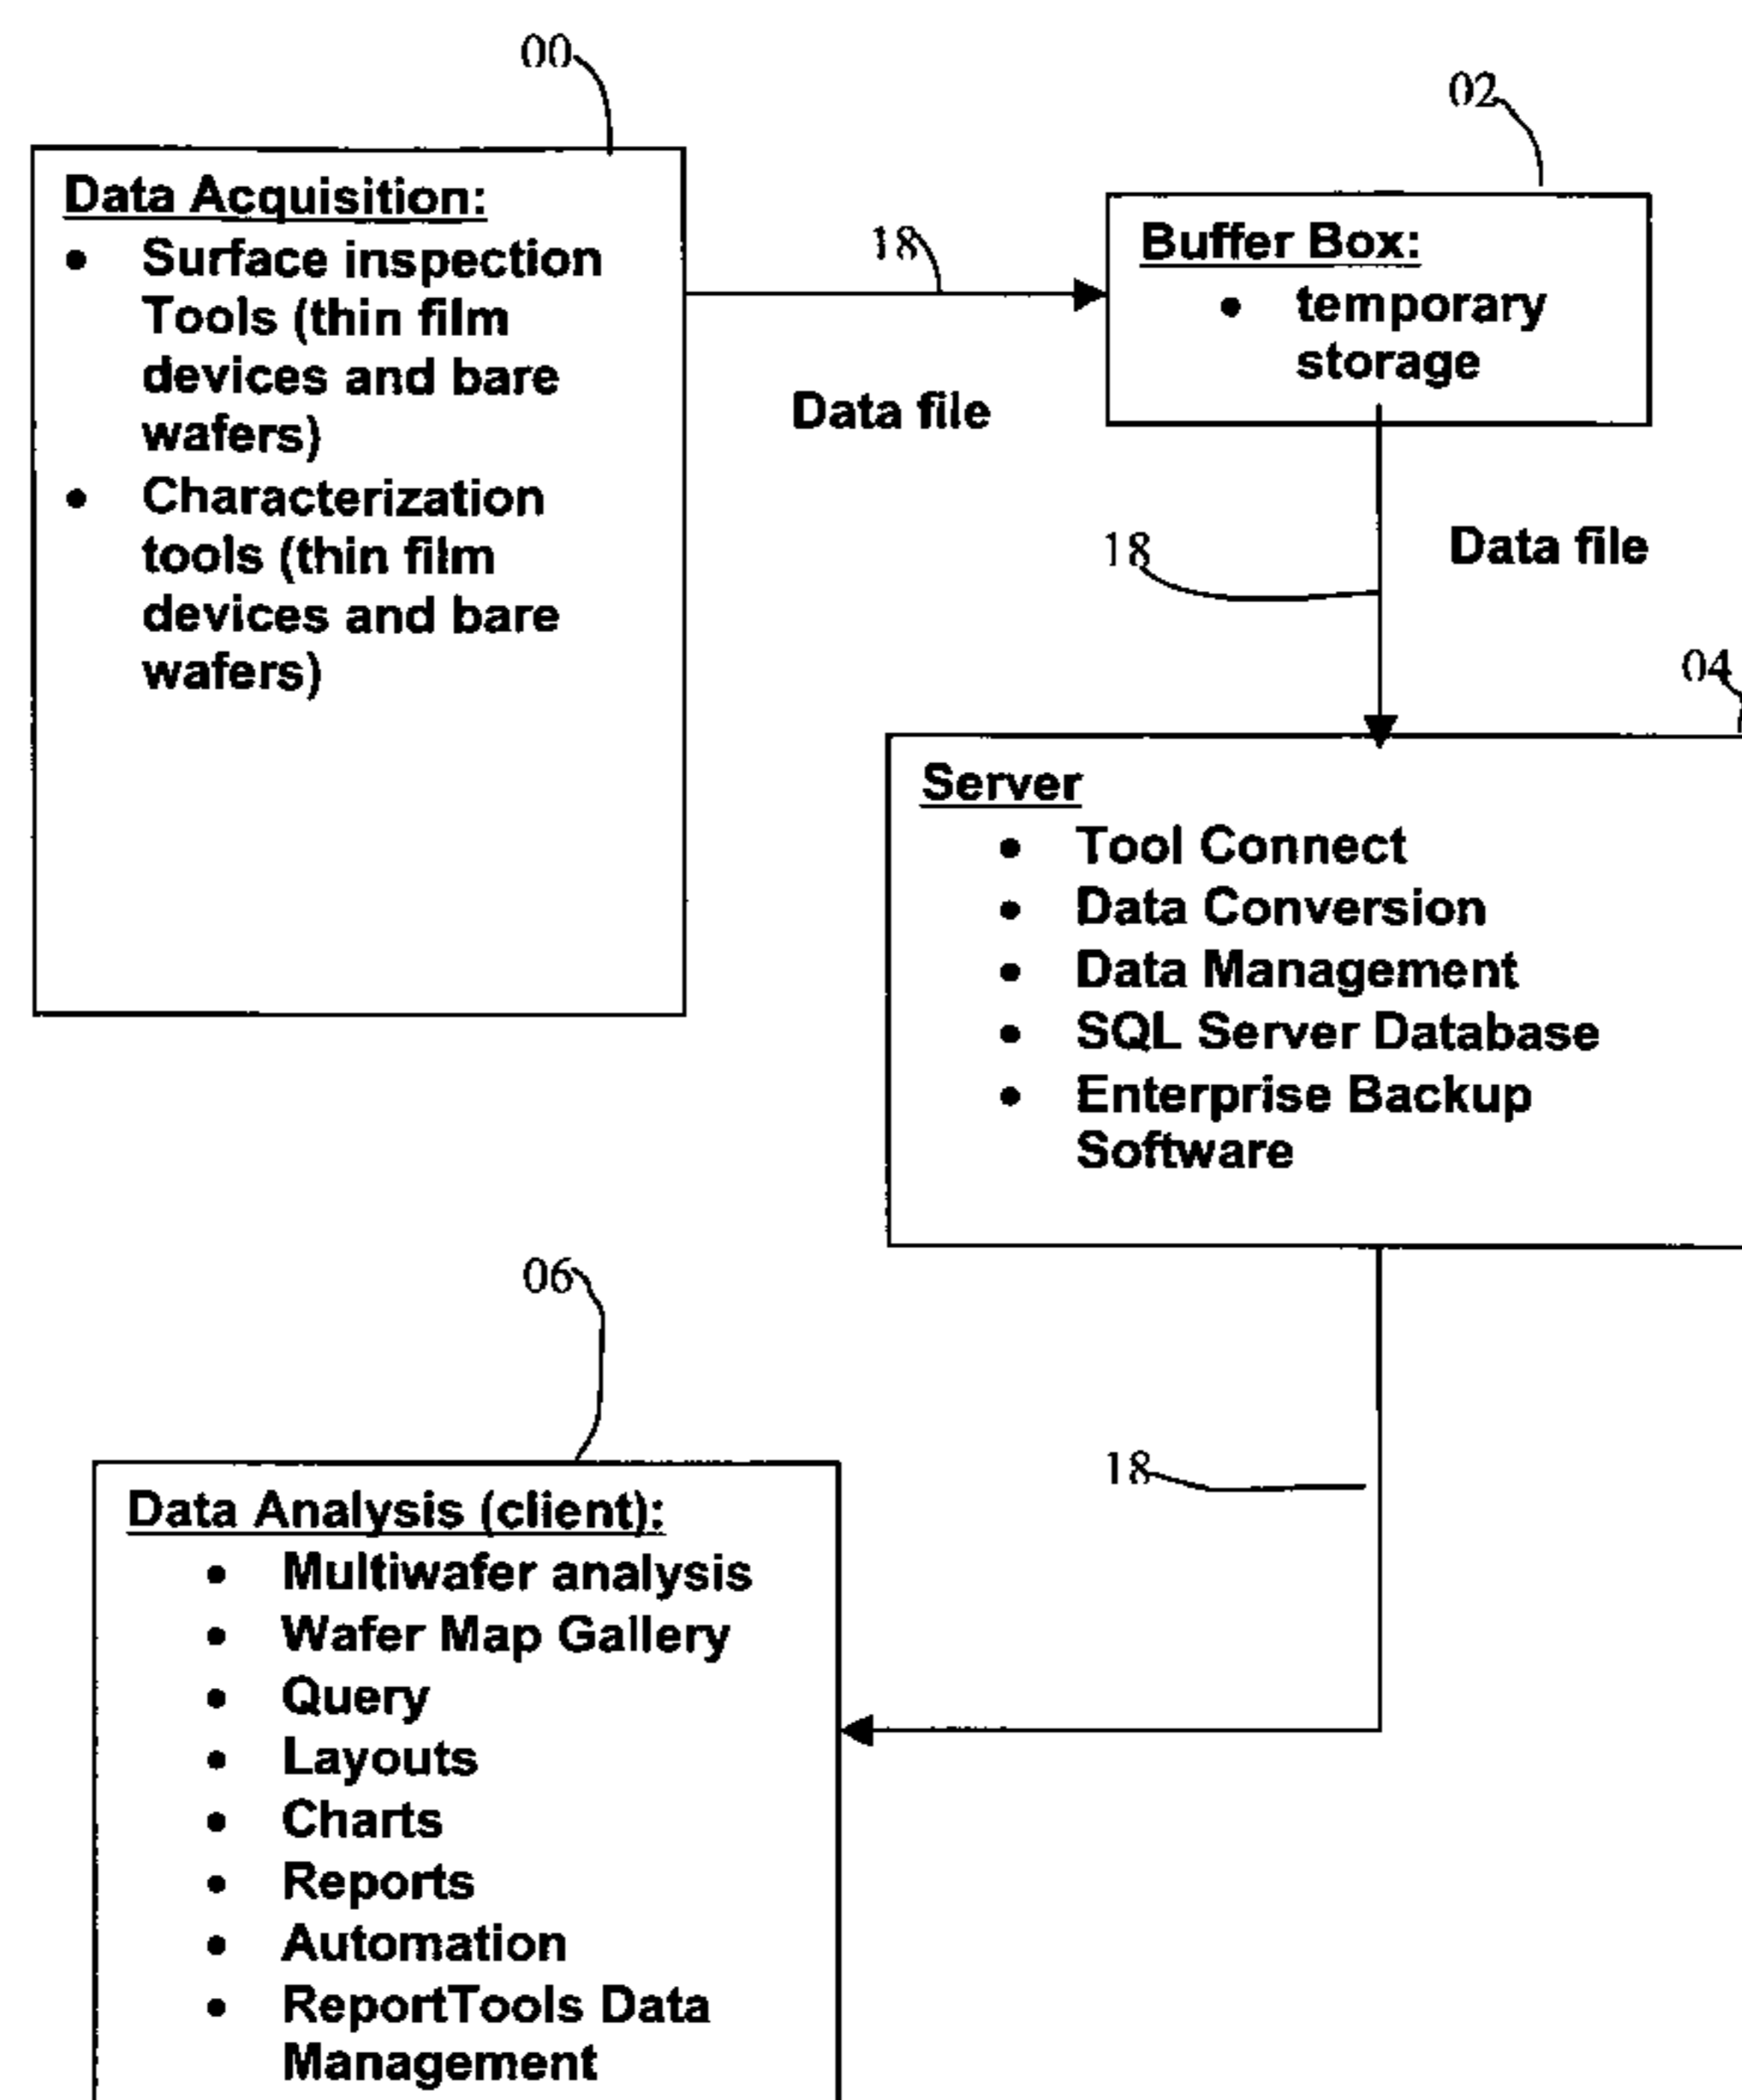 00
Data Acquisition:
• Surface inspection
Tools (thin film
devices and bare
wafers)
• Characterization
tools (thin film
devices and bare
wafers)
18
Data file
02
Buffer Box:
• temporary
storage
18
Data file
04
Server
• Tool Connect
• Data Conversion
• Data Management
• SQL Server Database
• Enterprise Backup
Software
18
06
Data Analysis (client):
• Multiwafer analysis
• Wafer Map Gallery
• Query
• Layouts
• Charts
• Reports
• Automation
• ReportTools Data
Management